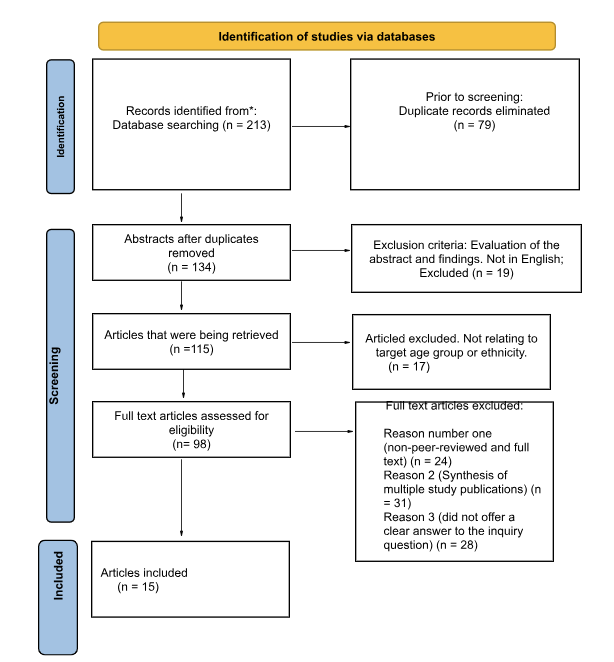 Identification of studies via databases
Identification
Records identified from*:
Database searching (n = 213)
Prior to screening:
Duplicate records eliminated
(n = 79)
Screening
Abstracts after duplicates
removed
(n = 134)
Exclusion criteria: Evaluation of the
abstract and findings. Not in English;
Excluded (n = 19)
Articles that were being retrieved
(n =115)
Articled excluded. Not relating to
target age group or ethnicity.
(n = 17)
Full text articles assessed for
eligibility
(n= 98)
Full text articles excluded:
Reason number one
(non-peer-reviewed and full
text) (n = 24)
Reason 2 (Synthesis of
multiple study publications) (n
= 31)
Reason 3 (did not offer a
clear answer to the inquiry
question) (n = 28)
Included
Articles included
(n = 15)